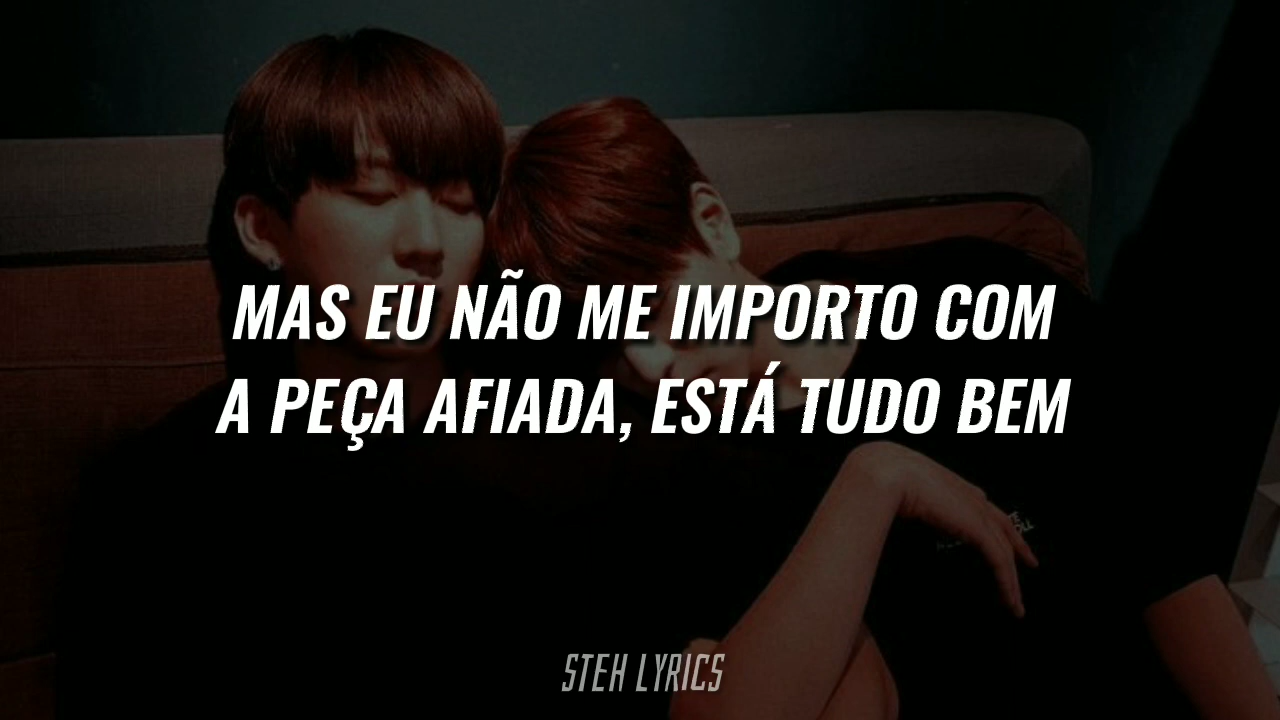 MAS EU NÃO ME IMPORTO COM
A PEÇA AFIADA, ESTÁ TUDO BEM
STEH LYRICS